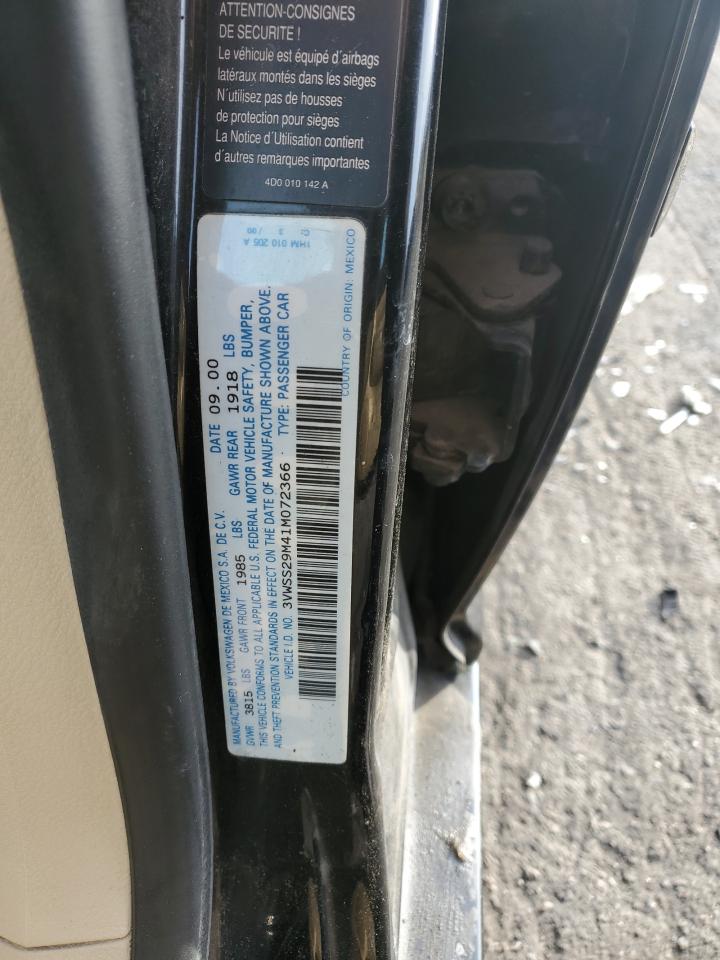 ATTENTION-CONSIGNES
DE SECURITE !
Le véhicule est équipé d´airbags
latéraux montés dans les sièges
N´utilisez pas de housses
de protection pour sièges
La Notice d´Utilisation contient
d´autres remarques importantes
4D0 010 142 A
MANUFACTURED BY VOLKSWAGEN DE MEXICO S.A. DE C.V. DATE 09.00
GVWR 3815 LBS GAWR FRONT 1985 LBS GAWR REAR 1918 LBS
THIS VEHICLE CONFORMS TO ALL APPLICABLE U.S. FEDERAL MOTOR VEHICLE SAFETY, BUMPER,
AND THEFT PREVENTION STANDARDS IN EFFECT ON THE DATE OF MANUFACTURE SHOWN ABOVE.
VEHICLE I.D. NO. 3VWSS29M41M072366 TYPE: PASSENGER CAR
COUNTRY OF ORIGIN: MEXICO
1HM 010 205 A